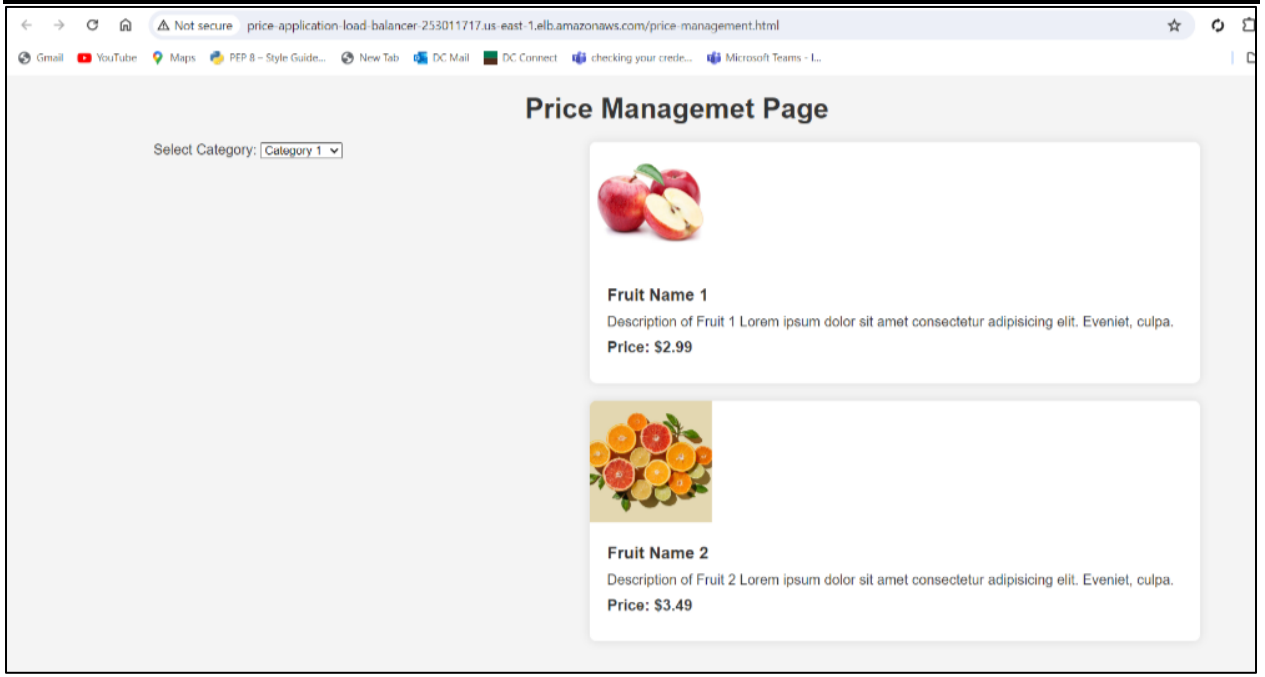 Not secure price-application-load-balancer-253011717.us-east-1.elb.amazonaws.com/price-management.html
Gmail YouTube Maps PEP 8 – Style Guide... New Tab DC Mail DC Connect checking your crede... Microsoft Teams - I...
Price Managemet Page
Select Category: Category 1
Fruit Name 1
Description of Fruit 1 Lorem ipsum dolor sit amet consectetur adipisicing elit. Eveniet, culpa.
Price: $2.99
Fruit Name 2
Description of Fruit 2 Lorem ipsum dolor sit amet consectetur adipisicing elit. Eveniet, culpa.
Price: $3.49